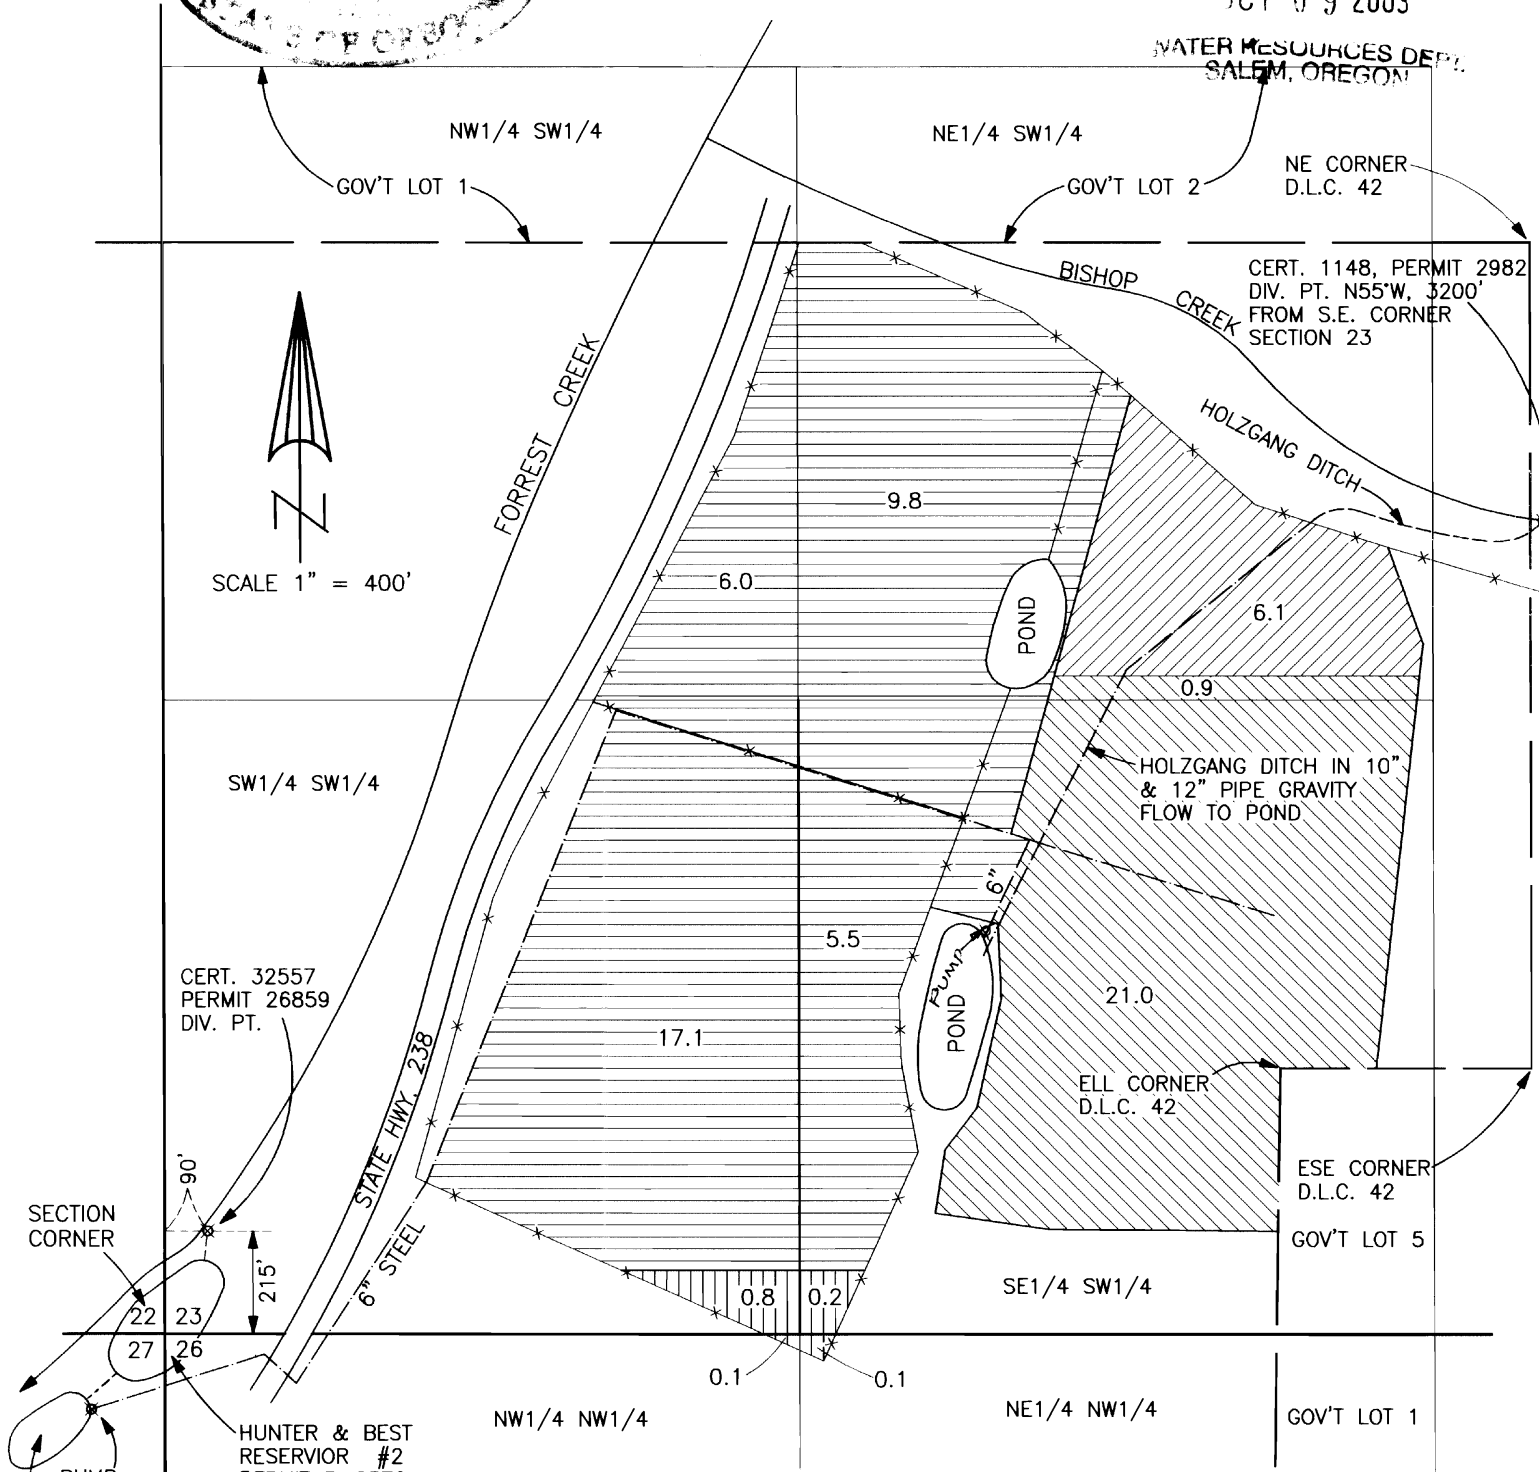 OF OREGON
9 2003
WATER RESOURCES DEPT.
SALEM, OREGON
NW1/4 SW1/4
NE1/4 SW1/4
GOV'T LOT 1
GOV'T LOT 2
NE CORNER
D.L.C. 42
BISHOP CREEK
CERT. 1148, PERMIT 2982
DIV. PT. N55°W, 3200'
FROM S.E. CORNER
SECTION 23
FORREST CREEK
HOLZGANG DITCH
N
SCALE 1" = 400'
9.8
6.0
POND
6.1
0.9
SW1/4 SW1/4
HOLZGANG DITCH IN 10"
& 12" PIPE GRAVITY
FLOW TO POND
6"
5.5
PUMP
POND
21.0
CERT. 32557
PERMIT 26859
DIV. PT.
17.1
STATE HWY. 238
ELL CORNER
D.L.C. 42
90'
ESE CORNER
D.L.C. 42
SECTION
CORNER
215'
6" STEEL
GOV'T LOT 5
SE1/4 SW1/4
0.8
0.2
22
23
27
26
0.1
0.1
NW1/4 NW1/4
NE1/4 NW1/4
GOV'T LOT 1
HUNTER & BEST
RESERVIOR #2
PUMP